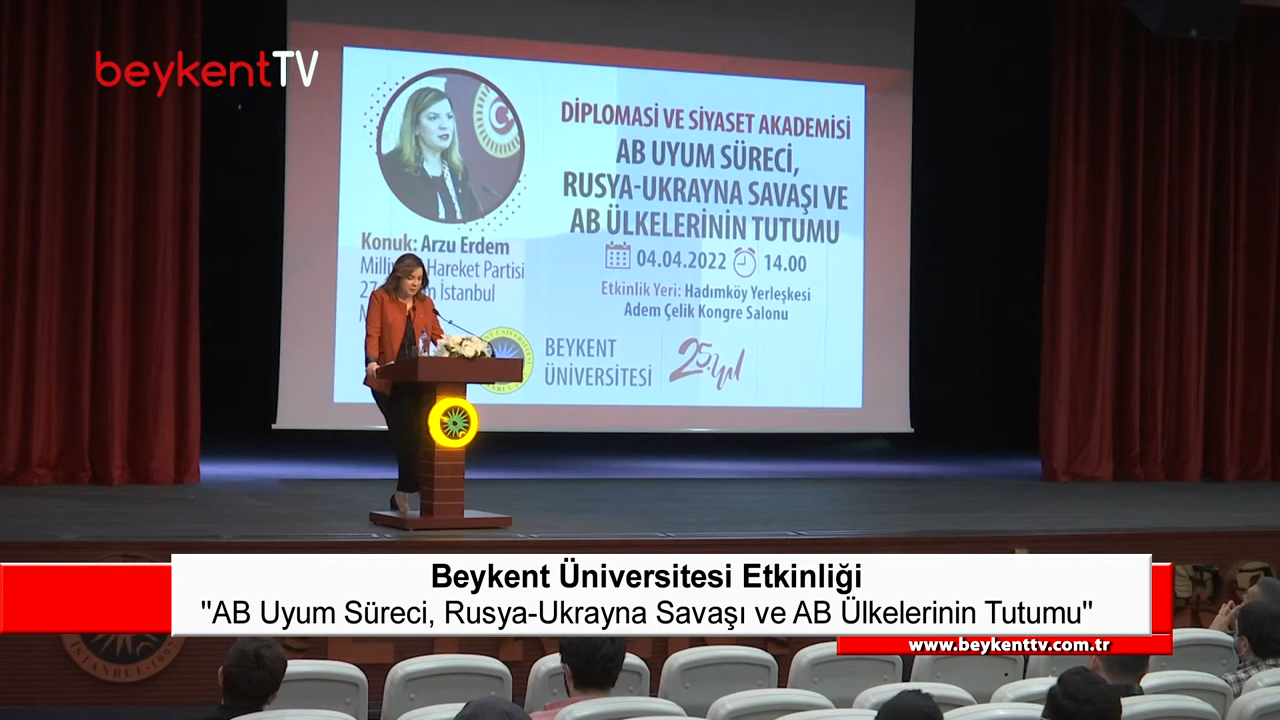 beykentTV
DİPLOMASİ VE SİYASET AKADEMİSİ
AB UYUM SÜRECİ,
RUSYA-UKRAYNA SAVAŞI VE
AB ÜLKELERİNİN TUTUMU
04.04.2022 14.00
Etkinlik Yeri: Hadımköy Yerleşkesi
Adem Çelik Kongre Salonu
Konuk: Arzu Erdem
Hareket Partisi
İstanbul
BEYKENT
ÜNİVERSİTESİ
25.Yıl
Beykent Üniversitesi Etkinliği
"AB Uyum Süreci, Rusya-Ukrayna Savaşı ve AB Ülkelerinin Tutumu"
www.beykenttv.com.tr